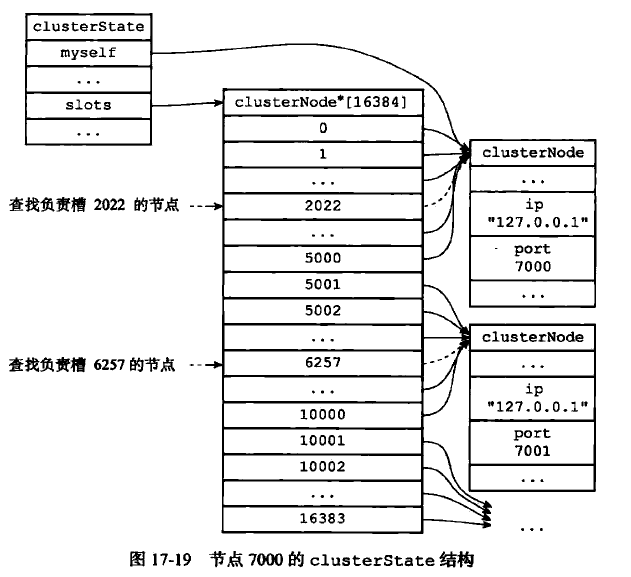 clusterState
myself
...
slots
...
clusterNode*[16384]
0
1
...
2022
...
5000
5001
5002
...
6257
...
10000
10001
10002
...
16383
查找负责槽 2022 的节点
查找负责槽 6257 的节点
clusterNode
...
ip
"127.0.0.1"
port
7000
...
clusterNode
...
ip
"127.0.0.1"
port
7001
...
...
图 17-19 节点 7000 的 clusterState 结构